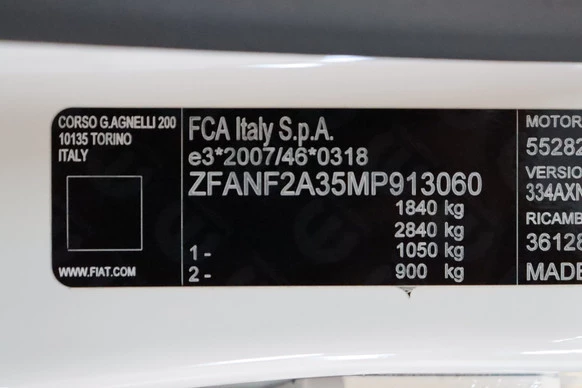 CORSO G.AGNELLI 200
10135 TORINO
ITALY
WWW.FIAT.COM
FCA Italy S.p.A.
e3*2007/46*0318
ZFANF2A35MP913060
1840 kg
2840 kg
1 - 1050 kg
2 - 900 kg
MOTOR
55282
VERSIO
334AXN
RICAMB
36128
MADE